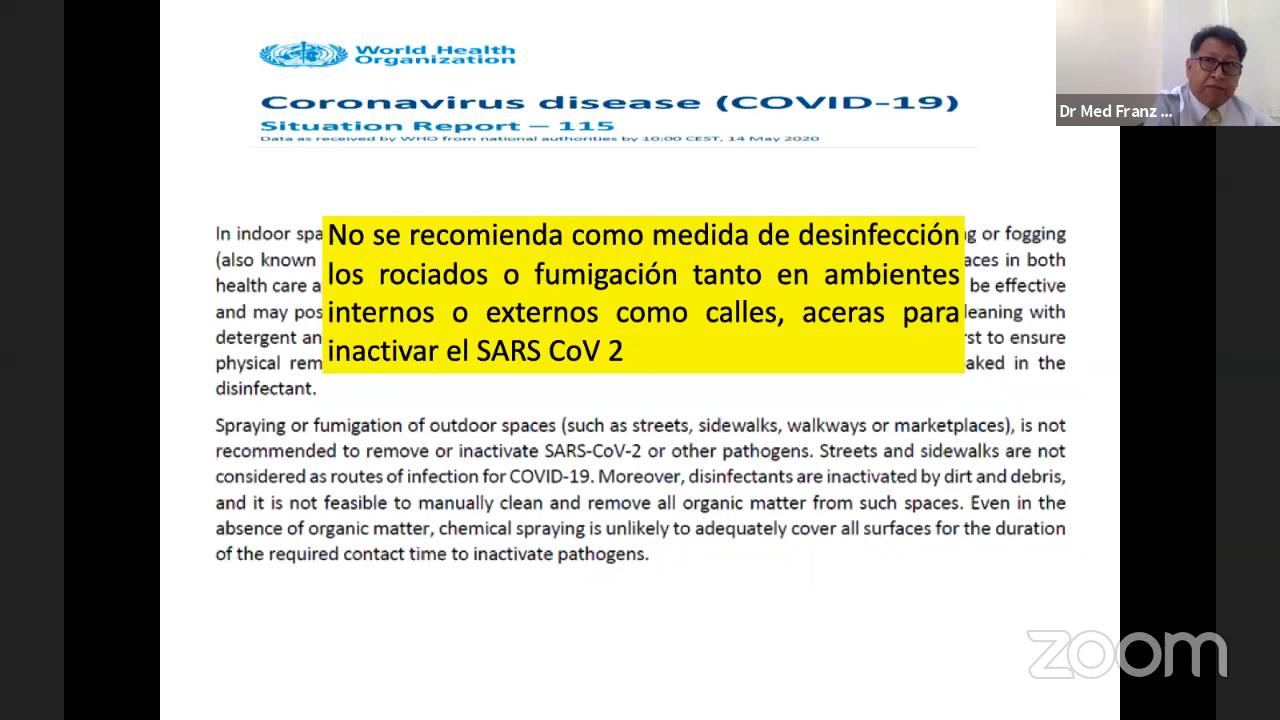 World Health
Organization
Coronavirus disease (COVID-19)
Situation Report – 115
Data as received by WHO from national authorities by 10:00 CEST, 14 May 2020
Dr Med Franz ...
In indoor spa
g or fogging
(also known
aces in both
health care a
be effective
and may pos
leaning with
detergent an
rst to ensure
physical rem
aked in the
disinfectant.
No se recomienda como medida de desinfección
los rociados o fumigación tanto en ambientes
internos o externos como calles, aceras para
inactivar el SARS CoV 2
Spraying or fumigation of outdoor spaces (such as streets, sidewalks, walkways or marketplaces), is not
recommended to remove or inactivate SARS-CoV-2 or other pathogens. Streets and sidewalks are not
considered as routes of infection for COVID-19. Moreover, disinfectants are inactivated by dirt and debris,
and it is not feasible to manually clean and remove all organic matter from such spaces. Even in the
absence of organic matter, chemical spraying is unlikely to adequately cover all surfaces for the duration
of the required contact time to inactivate pathogens.
zoom